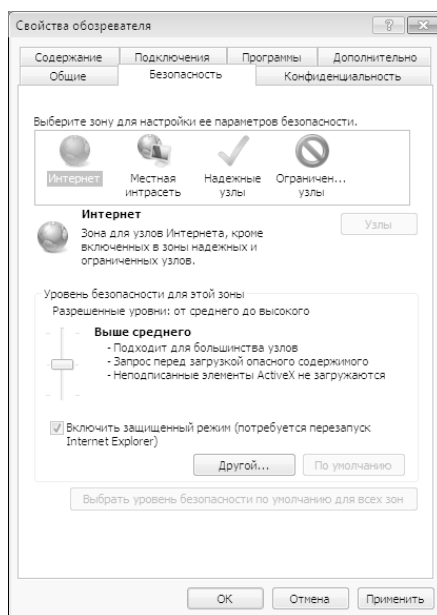 Свойства обозревателя
Содержание Подключения Программы Дополнительно
Общие Безопасность Конфиденциальность
Выберите зону для настройки ее параметров безопасности.
Интернет Местная интрасеть Надежные узлы Ограничен... узлы
Интернет
Узлы
Зона для узлов Интернета, кроме
включенных в зоны надежных и
ограниченных узлов.
Уровень безопасности для этой зоны
Разрешенные уровни: от среднего до высокого
Выше среднего
- Подходит для большинства узлов
- Запрос перед загрузкой опасного содержимого
- Неподписанные элементы ActiveX не загружаются
Включить защищенный режим (потребуется перезапуск
Internet Explorer)
Другой... По умолчанию
Выбрать уровень безопасности по умолчанию для всех зон
ОК Отмена Применить